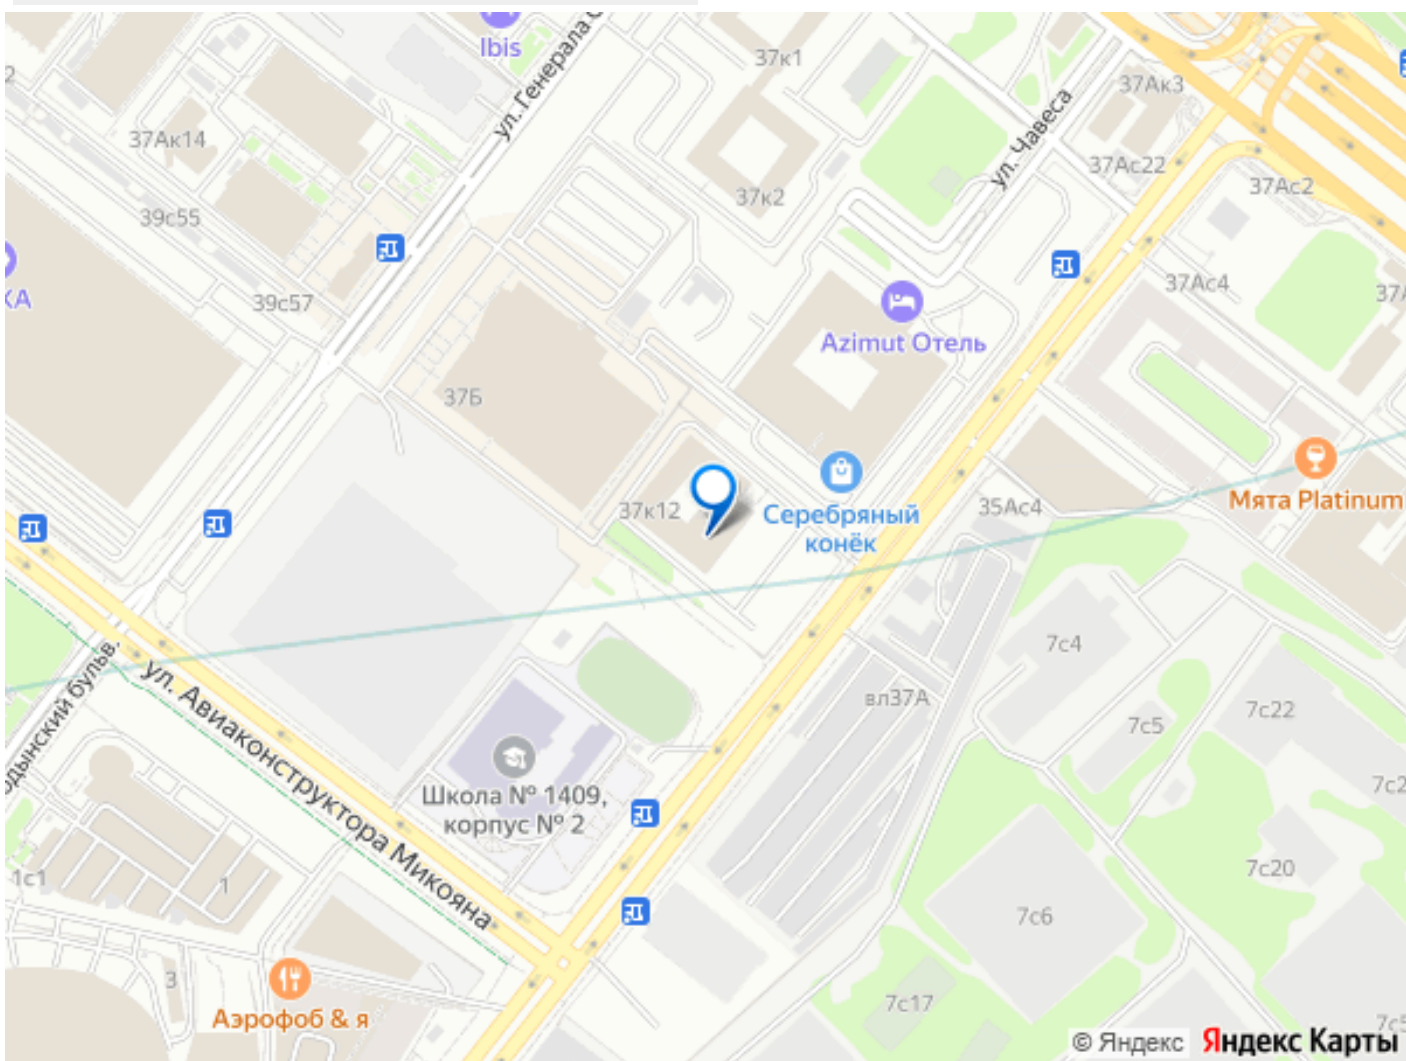 Ibis
ул. Генерала
37к1
37Ак3
ул. Чавеса
37Ак14
37Ас22
37Ас2
37к2
39с55
КА
39с57
37Ас4
Azimut Отель
37Б
37к12
Серебряный
конёк
35Ас4
Мята Platinum
7с4
вл37А
7с5
7с22
ул. Авиаконструктора Микояна
Школа № 1409,
корпус № 2
1с1
1
7с20
7с6
3
Аэрофоб & я
7с17
© Яндекс Яндекс Карты